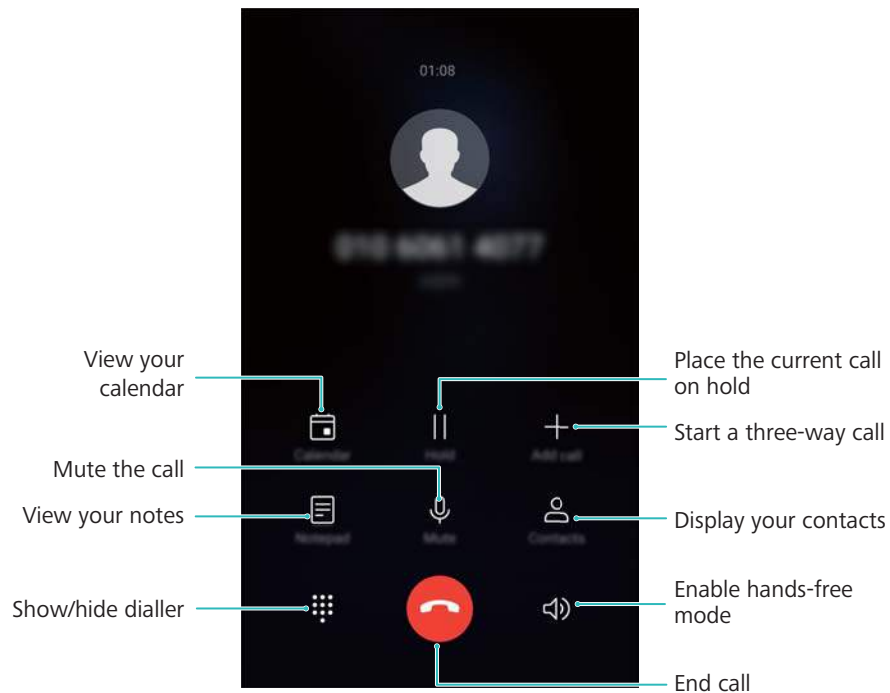 01:08
View your
calendar
Place the current call
on hold
Start a three-way call
Calendar
Hold
Add call
Mute the call
View your notes
Display your contacts
Notepad
Mute
Contacts
Show/hide dialler
Enable hands-free
mode
End call